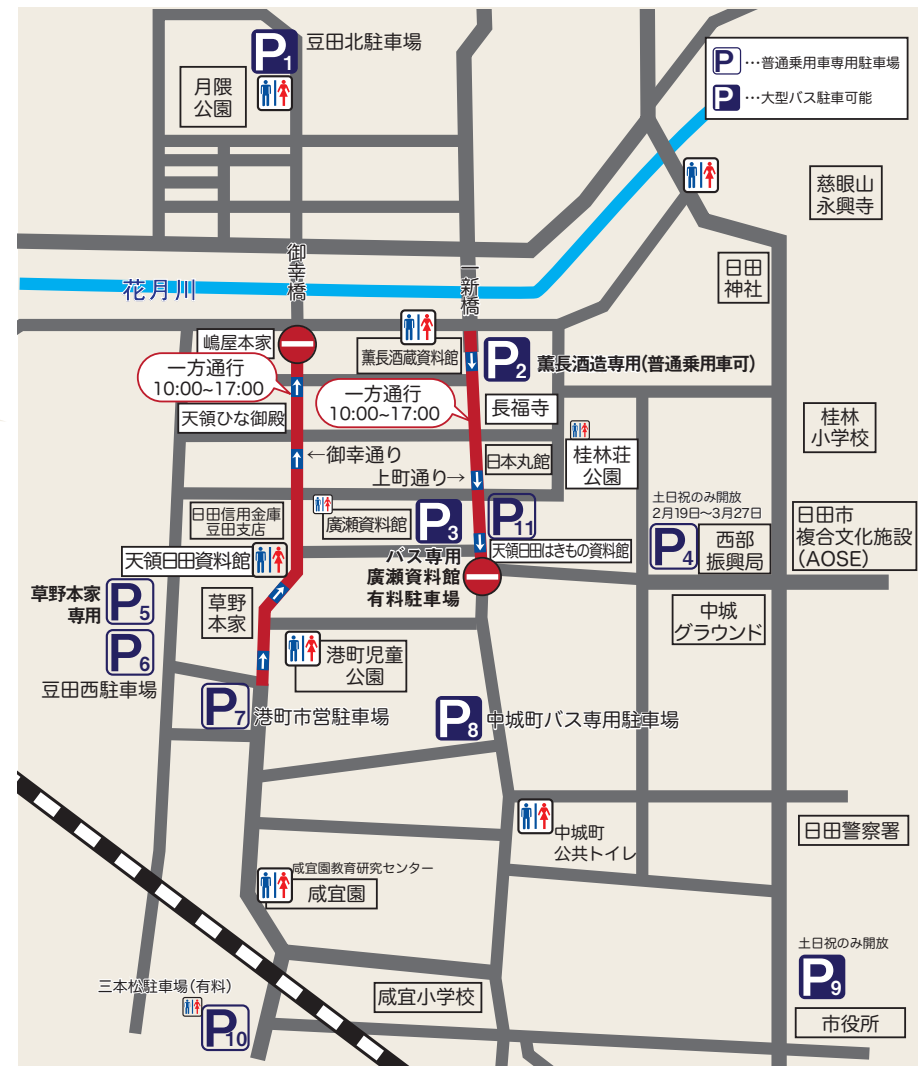 豆田北駐車場
P1
月隈
公園
P…普通乗用車専用駐車場
P…大型バス駐車可能
慈眼山
永興寺
御幸橋
一新橋
花月川
日田
神社
嶋屋本家
薫長酒蔵資料館
P2
薫長酒造専用(普通乗用車可)
一方通行
10:00~17:00
一方通行
10:00~17:00
天領ひな御殿
長福寺
桂林
小学校
←御幸通り
上町通り→
日本丸館
桂林荘
公園
日田信用金庫
豆田支店
廣瀬資料館
P3
P11
土日祝のみ開放
2月19日~3月27日
P4
西部
振興局
日田市
複合文化施設
(AOSE)
天領日田資料館
バス専用
廣瀬資料館
有料駐車場
天領日田はきもの資料館
草野本家
専用
P5
草野
本家
中城
グラウンド
P6
豆田西駐車場
港町児童
公園
P7
港町市営駐車場
P8
中城町バス専用駐車場
中城町
公共トイレ
日田警察署
咸宜園教育研究センター
咸宜園
土日祝のみ開放
P9
市役所
三本松駐車場(有料)
P10
咸宜小学校